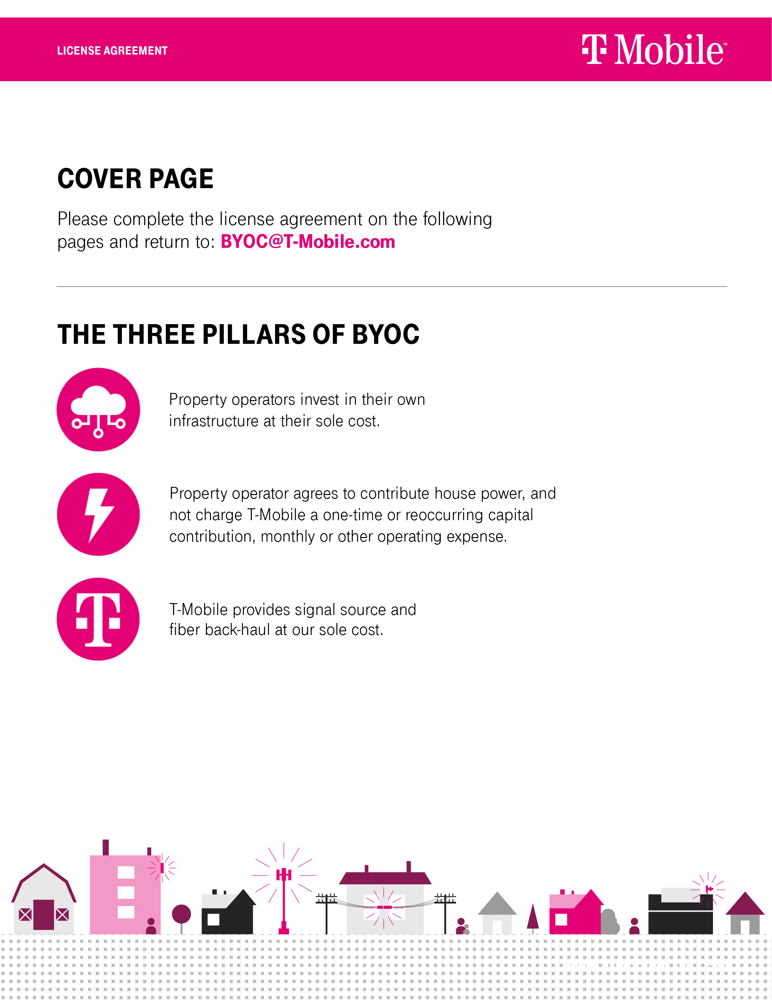 LICENSE AGREEMENT
T Mobile™
COVER PAGE
Please complete the license agreement on the following
pages and return to: BYOC@T-Mobile.com
THE THREE PILLARS OF BYOC
Property operators invest in their own
infrastructure at their sole cost.
Property operator agrees to contribute house power, and
not charge T-Mobile a one-time or reoccurring capital
contribution, monthly or other operating expense.
T
T-Mobile provides signal source and
fiber back-haul at our sole cost.